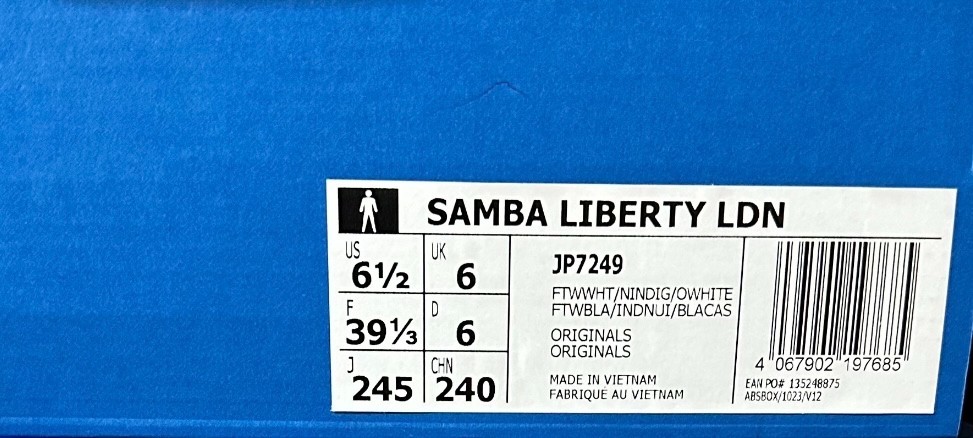 SAMBA LIBERTY LDN
US
6½
UK
6
F
39⅓
D
6
J
245
CHN
240
JP7249
FTWWHT/NINDIG/OWHITE
FTWBLA/INDNUI/BLACAS
ORIGINALS
ORIGINALS
MADE IN VIETNAM
FABRIQUÉ AU VIETNAM
4 067902 197685
EAN PO# 135248875
ABSBOX/1023/V12